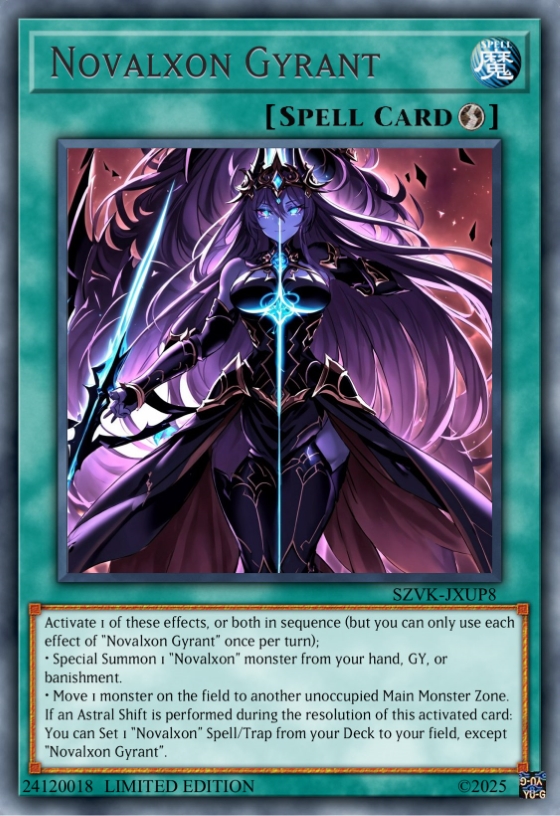 Novalxon Gyrant
SPELL
魔
[Spell Card]
SZVK-JXUP8
Activate 1 of these effects, or both in sequence (but you can only use each
effect of "Novalxon Gyrant" once per turn);
• Special Summon 1 "Novalxon" monster from your hand, GY, or
banishment.
• Move 1 monster on the field to another unoccupied Main Monster Zone.
If an Astral Shift is performed during the resolution of this activated card:
You can Set 1 "Novalxon" Spell/Trap from your Deck to your field, except
"Novalxon Gyrant".
24120018 LIMITED EDITION ©2025